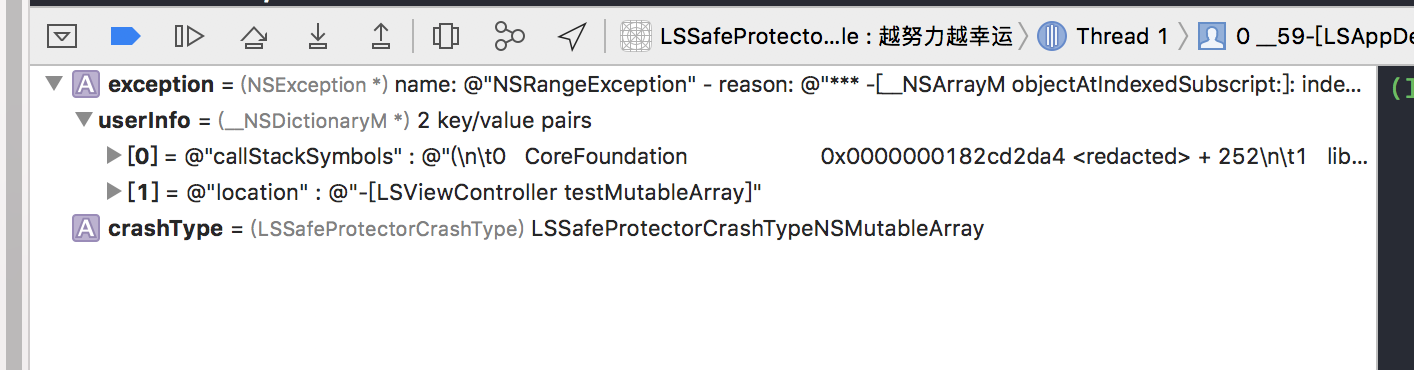 LSSafeProtecto...le : 越努力越幸运 〉 Thread 1 〉 0 __59-[LSAppDe
exception = (NSException *) name: @"NSRangeException" - reason: @"*** -[__NSArrayM objectAtIndexedSubscript:]: inde...
userInfo = (__NSDictionaryM *) 2 key/value pairs
[0] = @"callStackSymbols" : @"(\n\t0 CoreFoundation 0x0000000182cd2da4 <redacted> + 252\n\t1 lib...
[1] = @"location" : @"-[LSViewController testMutableArray]"
A crashType = (LSSafeProtectorCrashType) LSSafeProtectorCrashTypeNSMutableArray